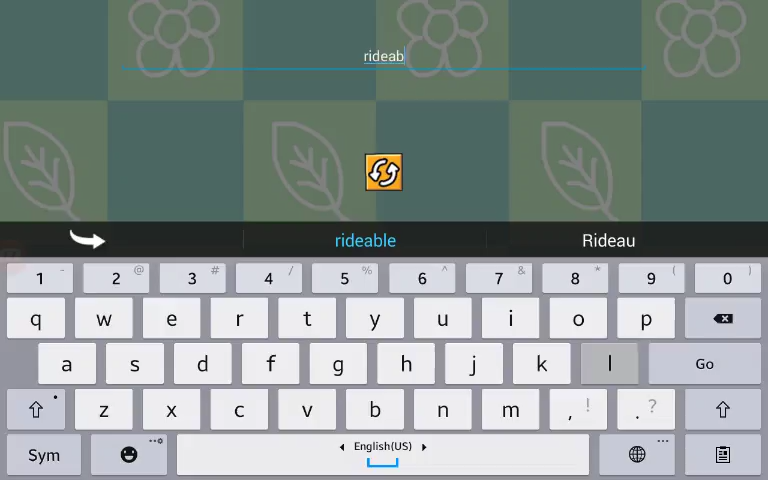 rideab
rideable Rideau
1 - 2 @ 3 # 4 / 5 % 6 ^ 7 & 8 * 9 ( 0 )
q w e r t y u i o p
a s d f g h j k l Go
z x c v b n m , ! . ?
Sym English(US)